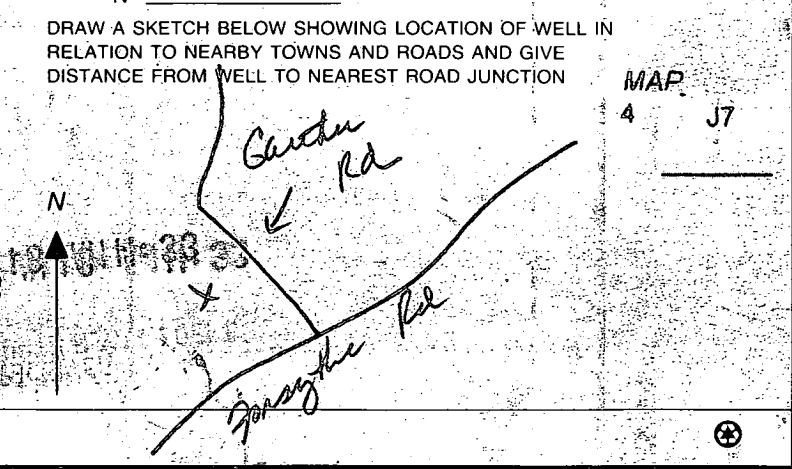 N
DRAW A SKETCH BELOW SHOWING LOCATION OF WELL IN
RELATION TO NEARBY TOWNS AND ROADS AND GIVE
DISTANCE FROM WELL TO NEAREST ROAD JUNCTION
MAP
4 J7
Rd
N
X
Forsythe Rd